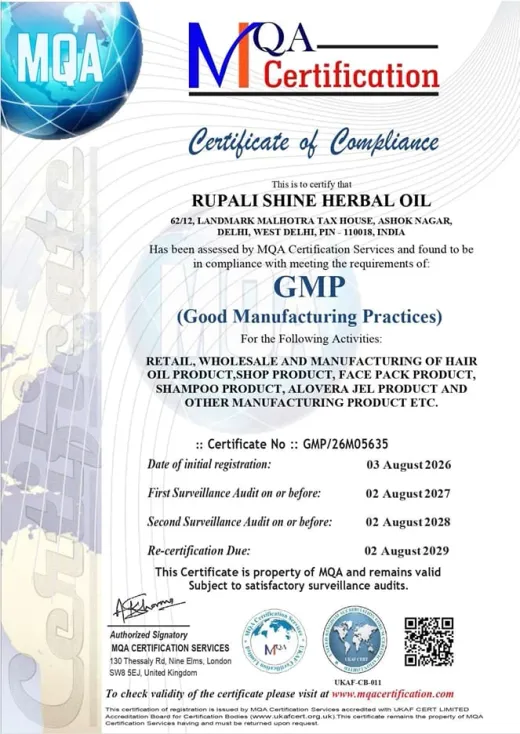 MQA
MQA
Certification
Certificate of Compliance
This is to certify that
RUPALI SHINE HERBAL OIL
62/12, LANDMARK MALHOTRA TAX HOUSE, ASHOK NAGAR,
DELHI, WEST DELHI, PIN - 110018, INDIA
Has been assessed by MQA Certification Services and found to be
in compliance with meeting the requirements of:
GMP
(Good Manufacturing Practices)
For the Following Activities:
RETAIL, WHOLESALE AND MANUFACTURING OF HAIR
OIL PRODUCT,SHOP PRODUCT, FACE PACK PRODUCT,
SHAMPOO PRODUCT, ALOVERA JEL PRODUCT AND
OTHER MANUFACTURING PRODUCT ETC.
:: Certificate No :: GMP/26M05635
Date of initial registration: 03 August 2026
First Surveillance Audit on or before: 02 August 2027
Second Surveillance Audit on or before: 02 August 2028
Re-certification Due: 02 August 2029
This Certificate is property of MQA and remains valid
Subject to satisfactory surveillance audits.
Certificate
Authorized Signatory
MQA CERTIFICATION SERVICES
130 Thessaly Rd, Nine Elms, London
SW8 5EJ, United Kingdom
MQA Certification Services
MQA
UKAF CERT
UKAF-CB-011
To check validity of the certificate please visit at www.mqacertification.com
This certification of registration is issued by MQA Certification Services accredited with UKAF CERT LIMITED
Accreditation Board for Certification Bodies (www.ukafcert.org.uk).This certificate remains the property of MQA
Certification Services having and must be returned upon request.